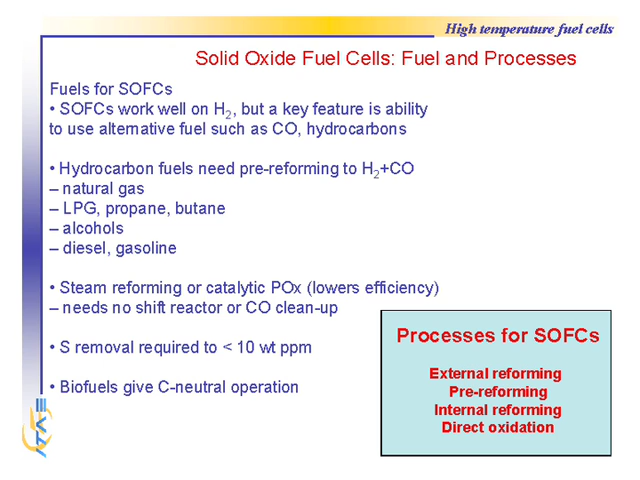 High temperature fuel cells
Solid Oxide Fuel Cells: Fuel and Processes
Fuels for SOFCs
• SOFCs work well on H2, but a key feature is ability
to use alternative fuel such as CO, hydrocarbons
• Hydrocarbon fuels need pre-reforming to H2+CO
– natural gas
– LPG, propane, butane
– alcohols
– diesel, gasoline
• Steam reforming or catalytic POx (lowers efficiency)
– needs no shift reactor or CO clean-up
• S removal required to < 10 wt ppm
• Biofuels give C-neutral operation
Processes for SOFCs
External reforming
Pre-reforming
Internal reforming
Direct oxidation